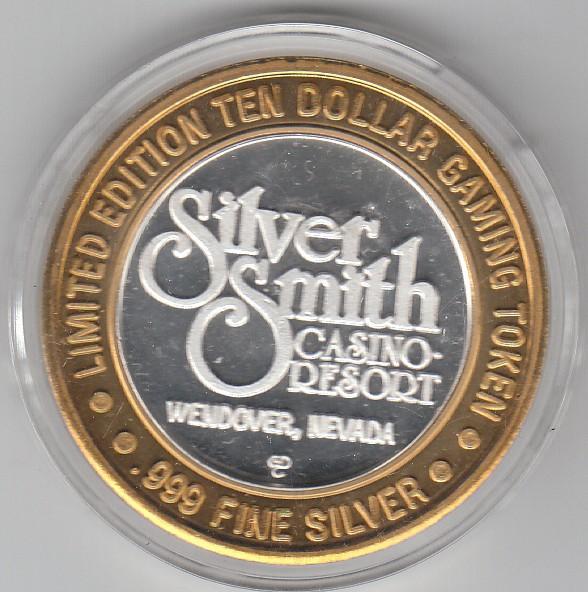 LIMITED EDITION TEN DOLLAR GAMING TOKEN
Silver
Smith
CASINO-
RESORT
WENDOVER, NEVADA
.999 FINE SILVER